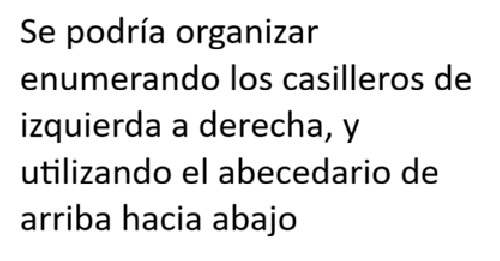 Se podría organizar
enumerando los casilleros de
izquierda a derecha, y
utilizando el abecedario de
arriba hacia abajo